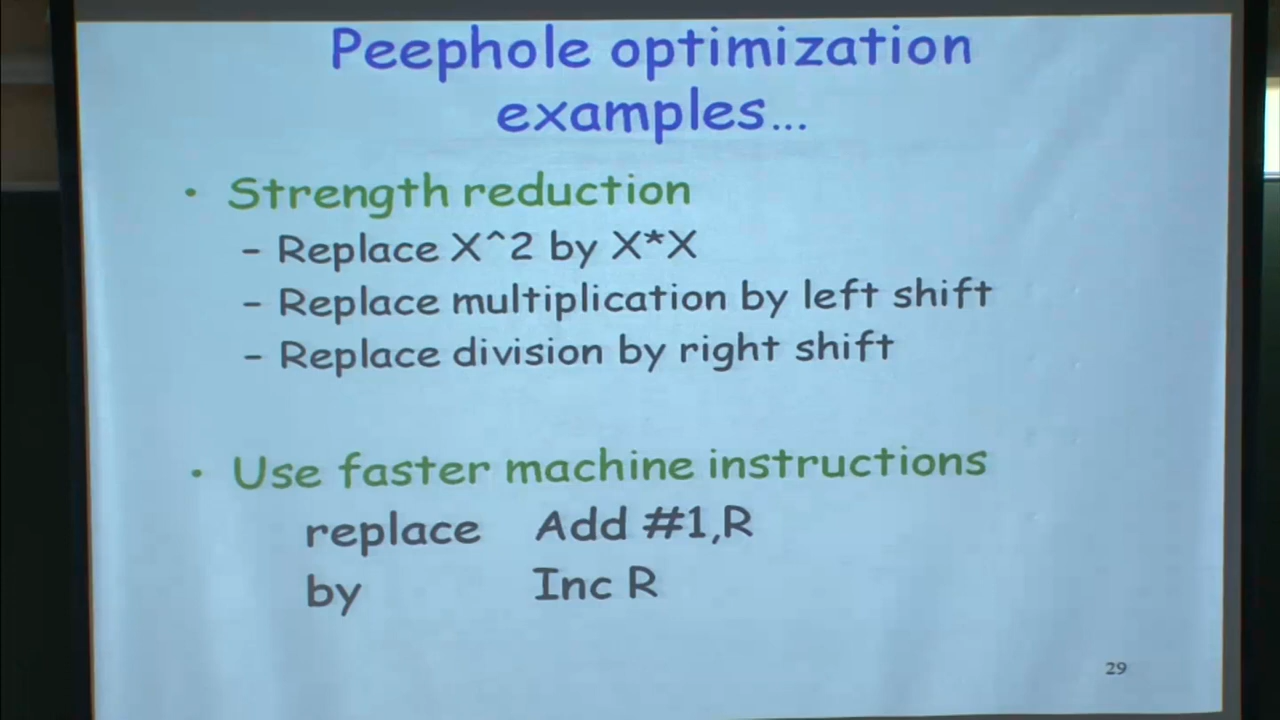 Peephole optimization
examples...
• Strength reduction
– Replace X^2 by X*X
– Replace multiplication by left shift
– Replace division by right shift
• Use faster machine instructions
replace Add #1,R
by Inc R
29